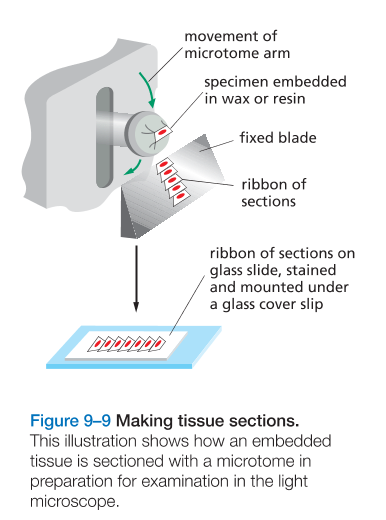 movement of
microtome arm
specimen embedded
in wax or resin
fixed blade
ribbon of
sections
ribbon of sections on
glass slide, stained
and mounted under
a glass cover slip
Figure 9–9 Making tissue sections.
This illustration shows how an embedded
tissue is sectioned with a microtome in
preparation for examination in the light
microscope.